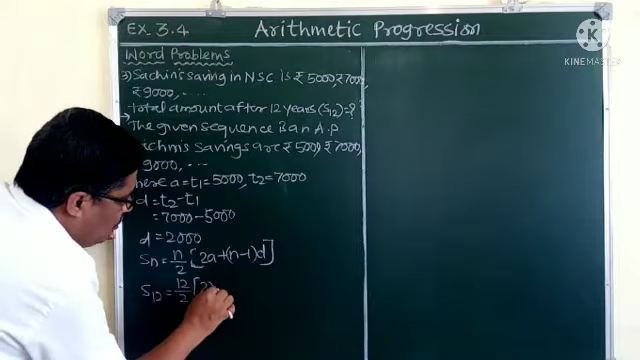 EX. 3.4 Arithmetic Progression
Word Problems
3) Sachin's saving in NSC is ₹ 5000, ₹ 7000,
₹ 9000, ....
Total amount after 12 years (S12) = ?
→ The given sequence is an A.P
Sachin's savings are ₹ 5000, ₹ 7000,
9000, ...
Here a = t1 = 5000, t2 = 7000
d = t2 - t1
= 7000 - 5000
d = 2000
Sn = n/2 [2a+(n-1)d]
S12 = 12/2 [2
KINEMASTER